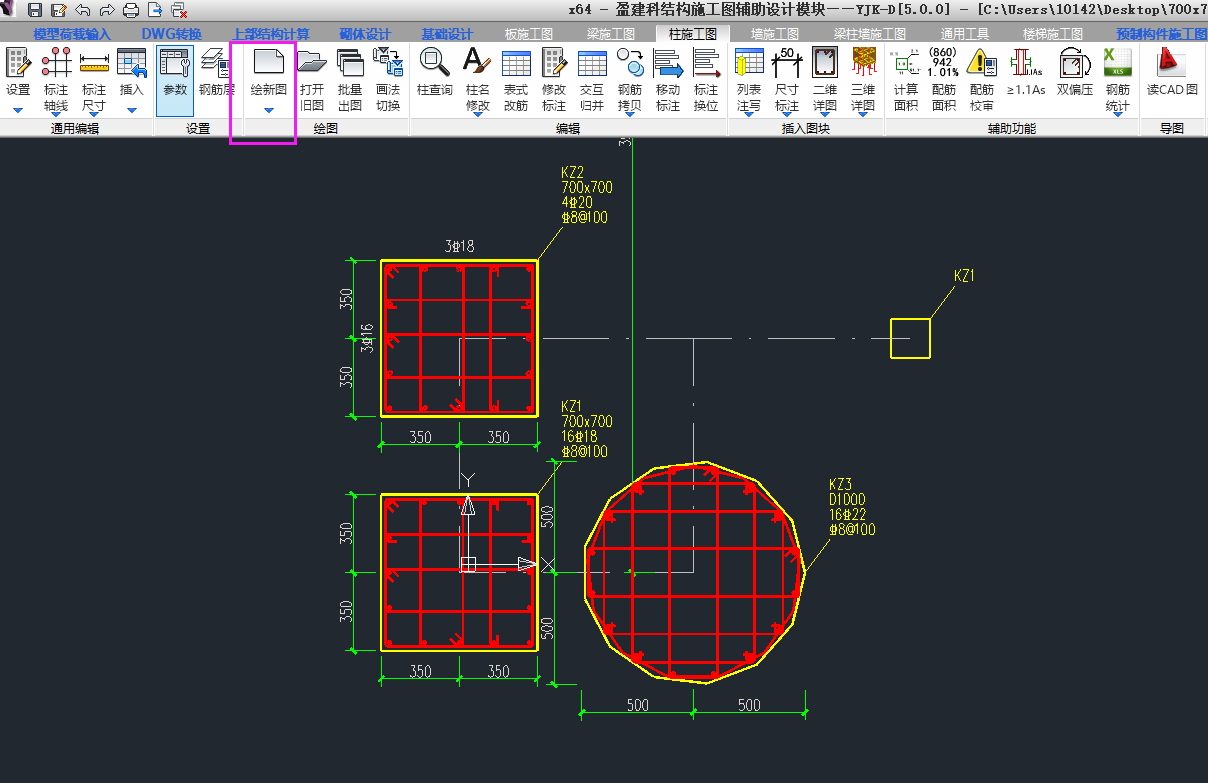 x64 - 盈建科结构施工图辅助设计模块——YJK-D[5.0.0] - [C:\Users\10142\Desktop\700x7
模型荷载输入 DWG转换 上部结构计算 砌体设计 基础设计 板施工图 梁施工图 柱施工图 墙施工图 梁柱墙施工图 通用工具 楼梯施工图 预制构件施工图
设置 标注轴线 标注尺寸 插入 参数 钢筋层 绘新图 打开旧图 批量出图 画法切换 柱查询 柱名修改 表式改筋 修改标注 交互归并 钢筋拷贝 移动标注 标注换位 列表注写 尺寸标注 二维详图 三维详图 计算面积 配筋面积 配筋校审 ≥1.1As 双偏压 钢筋统计 读CAD图
50
(860)
942
1.01%
As
XLS
通用编辑 设置 绘图 编辑 插入图块 辅助功能 导图
KZ2
700x700
4Φ20
Φ8@100
3Φ18
350
3Φ16
350
350 350
KZ1
KZ1
700x700
16Φ18
Φ8@100
Y
X
350
350
350 350
500
500
KZ3
D1000
16Φ22
Φ8@100
500 500